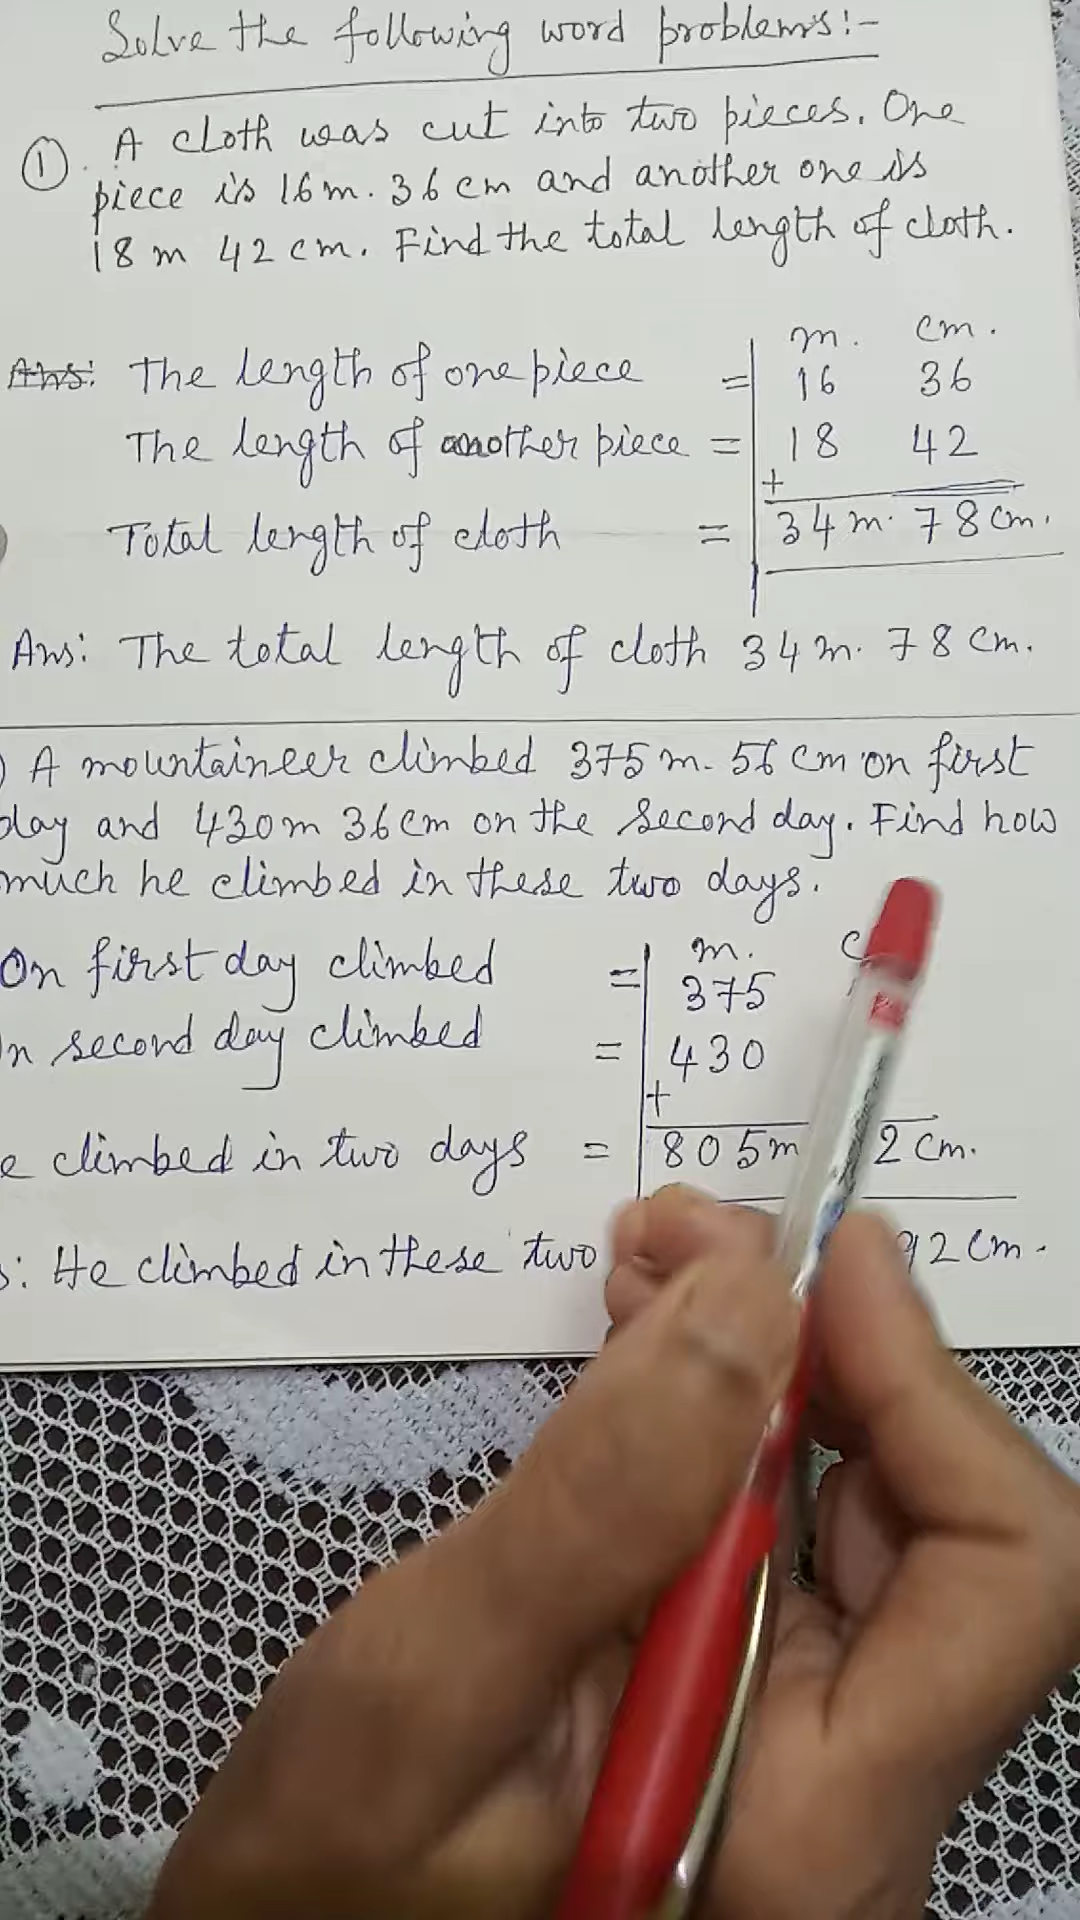 Solve the following word problems:-
① A cloth was cut into two pieces. One
piece is 16m. 36 cm and another one is
18 m 42 cm. Find the total length of cloth.
m. cm.
Ans: The length of one piece = 16 36
The length of another piece = 18 42
+
Total length of cloth = 34 m. 78 cm.
Ans: The total length of cloth 34 m. 78 cm.
) A mountaineer climbed 375 m. 56 cm on first
day and 430 m 36 cm on the second day. Find how
much he climbed in these two days.
m. c
On first day climbed = 375
n second day climbed = 430
+
e climbed in two days = 805 m 2 cm.
s: He climbed in these two 92 cm.